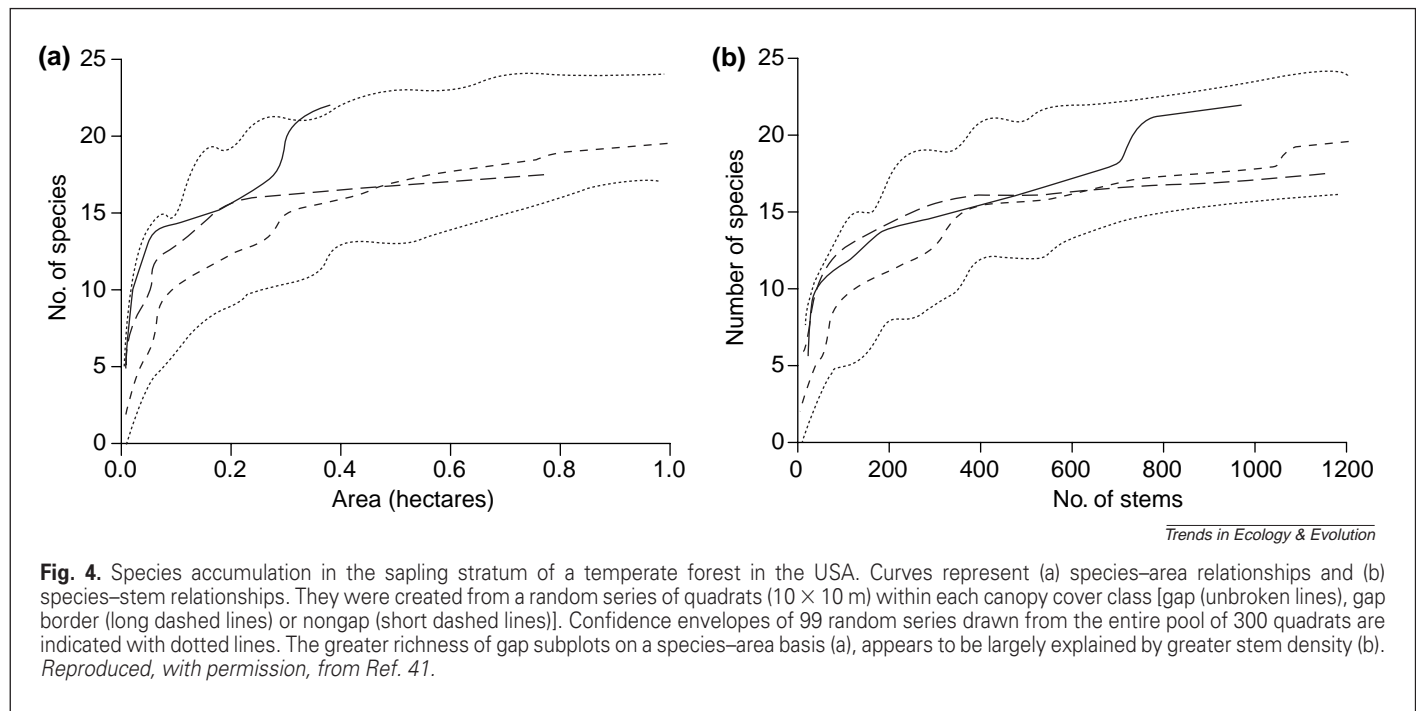 (a)
25
20
15
10
5
0
No. of species
0.0 0.2 0.4 0.6 0.8 1.0
Area (hectares)
(b)
25
20
15
10
5
0
Number of species
0 200 400 600 800 1000 1200
No. of stems
Trends in Ecology & Evolution
Fig. 4. Species accumulation in the sapling stratum of a temperate forest in the USA. Curves represent (a) species–area relationships and (b)
species–stem relationships. They were created from a random series of quadrats (10 × 10 m) within each canopy cover class [gap (unbroken lines), gap
border (long dashed lines) or nongap (short dashed lines)]. Confidence envelopes of 99 random series drawn from the entire pool of 300 quadrats are
indicated with dotted lines. The greater richness of gap subplots on a species–area basis (a), appears to be largely explained by greater stem density (b).
Reproduced, with permission, from Ref. 41.